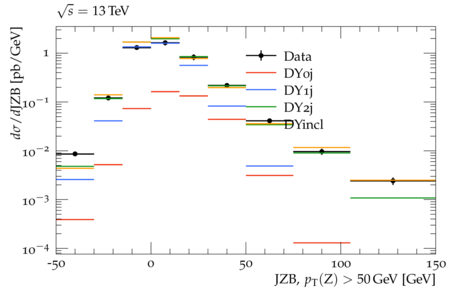 √s = 13 TeV
dσ/dJZB [pb/GeV]
1
10⁻¹
10⁻²
10⁻³
10⁻⁴
Data
DY0j
DY1j
DY2j
DYincl
-50 0 50 100 150
JZB, p_T(Z) > 50 GeV [GeV]